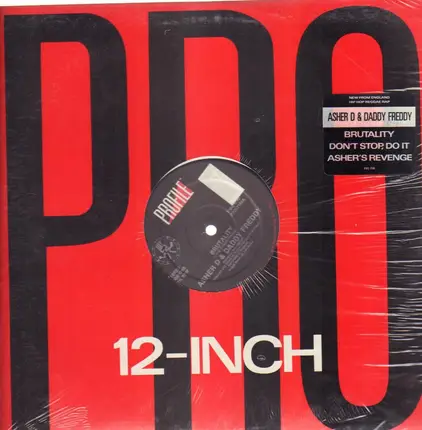 PRO
NEW FROM ENGLAND
HIP HOP REGGAE RAP
ASHER D & DADDY FREDDY
BRUTALITY
DON'T STOP, DO IT
ASHER'S REVENGE
PROFILE
BRUTALITY
ASHER D & DADDY FREDDY
12-INCH